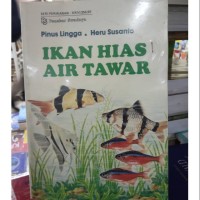 Pinus Lingga . Heru Susanto
IKAN HIAS
AIR TAWAR